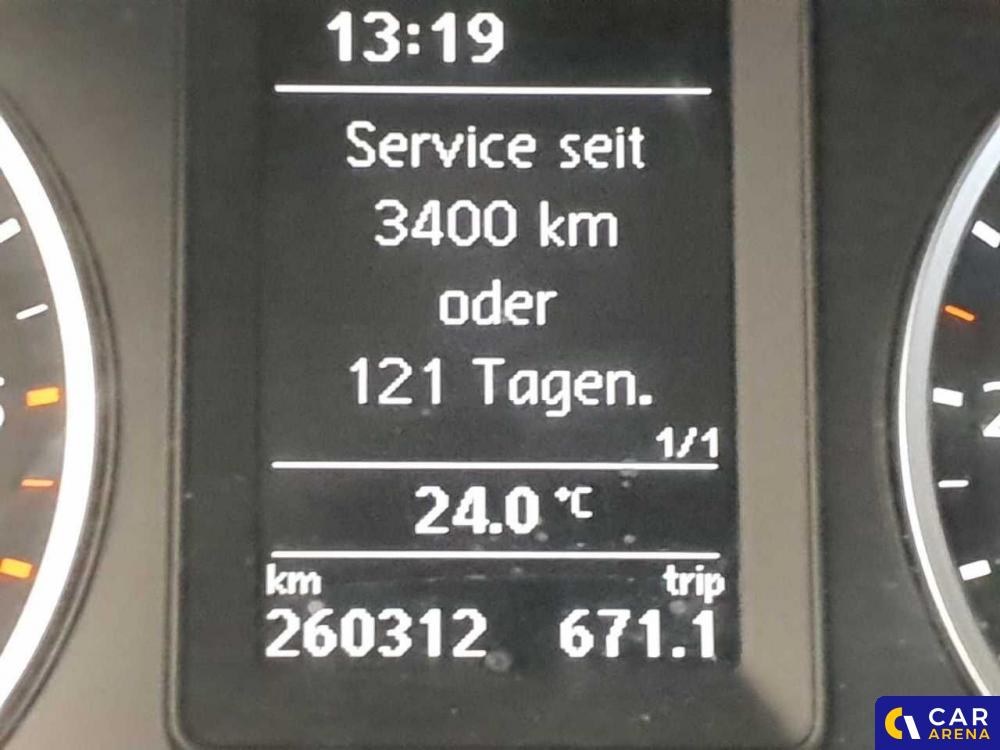 13:19
Service seit
3400 km
oder
121 Tagen.
1/1
24.0 °C
km trip
260312 671.1
CAR
ARENA